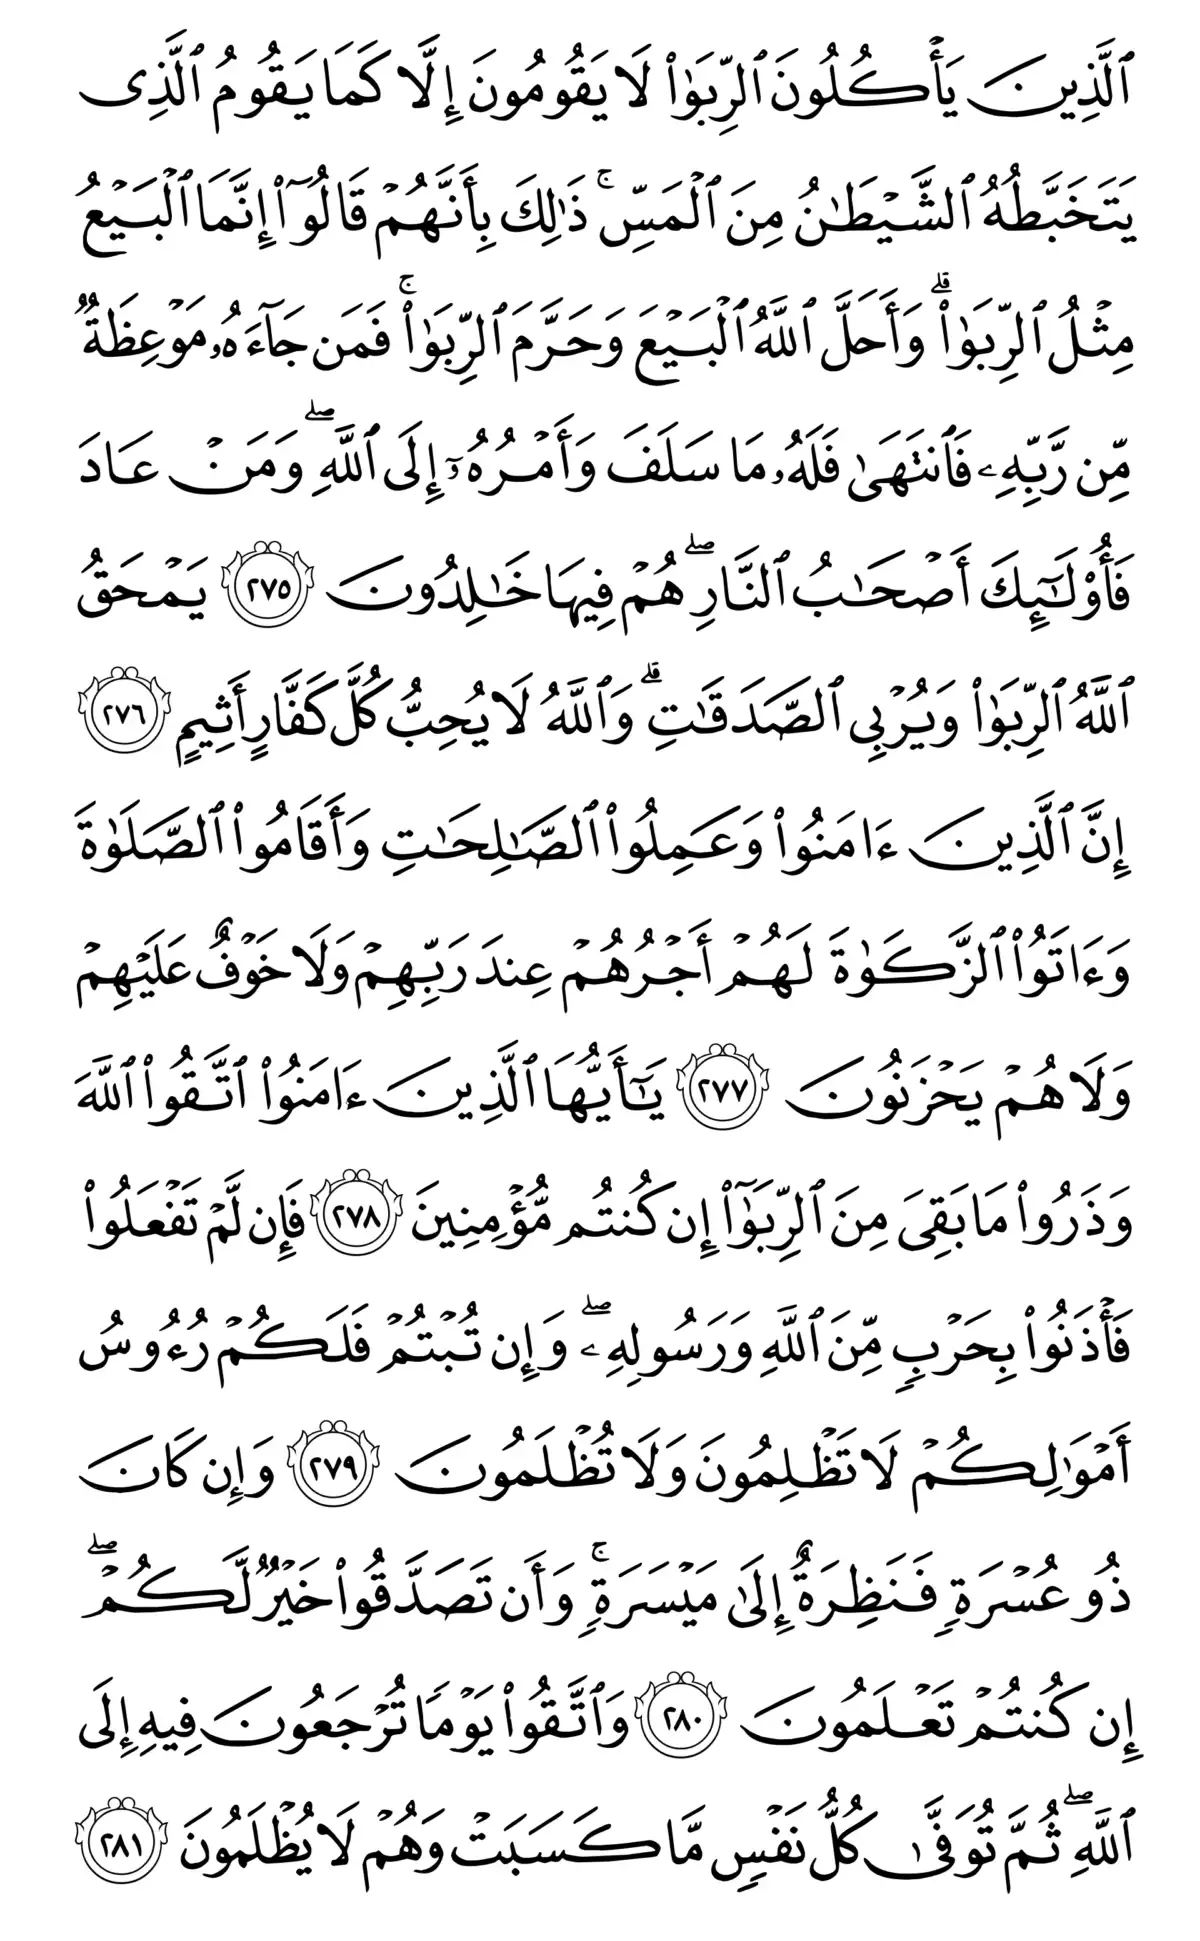 ٱلَّذِينَ يَأۡكُلُونَ ٱلرِّبَوٰاْ لَا يَقُومُونَ إِلَّا كَمَا يَقُومُ ٱلَّذِى
يَتَخَبَّطُهُ ٱلشَّيۡطَـٰنُ مِنَ ٱلۡمَسِّۚ ذَٰلِكَ بِأَنَّهُمۡ قَالُوٓاْ إِنَّمَا ٱلۡبَيۡعُ
مِثۡلُ ٱلرِّبَوٰاْۗ وَأَحَلَّ ٱللَّهُ ٱلۡبَيۡعَ وَحَرَّمَ ٱلرِّبَوٰاْۚ فَمَن جَآءَهُۥ مَوۡعِظَةٌ
مِّن رَّبِّهِۦ فَٱنتَهَىٰ فَلَهُۥ مَا سَلَفَ وَأَمۡرُهُۥٓ إِلَى ٱللَّهِۖ وَمَنۡ عَادَ
فَأُوْلَـٰٓئِكَ أَصۡحَـٰبُ ٱلنَّارِۖ هُمۡ فِيهَا خَـٰلِدُونَ ٢٧٥ يَمۡحَقُ
ٱللَّهُ ٱلرِّبَوٰاْ وَيُرۡبِى ٱلصَّدَقَـٰتِۗ وَٱللَّهُ لَا يُحِبُّ كُلَّ كَفَّارٍ أَثِيمٍ ٢٧٦
إِنَّ ٱلَّذِينَ ءَامَنُواْ وَعَمِلُواْ ٱلصَّـٰلِحَـٰتِ وَأَقَامُواْ ٱلصَّلَوٰةَ
وَءَاتَوُاْ ٱلزَّكَوٰةَ لَهُمۡ أَجۡرُهُمۡ عِندَ رَبِّهِمۡ وَلَا خَوۡفٌ عَلَيۡهِمۡ
وَلَا هُمۡ يَحۡزَنُونَ ٢٧٧ يَـٰٓأَيُّهَا ٱلَّذِينَ ءَامَنُواْ ٱتَّقُواْ ٱللَّهَ
وَذَرُواْ مَا بَقِىَ مِنَ ٱلرِّبَوٰٓاْ إِن كُنتُم مُّؤۡمِنِينَ ٢٧٨ فَإِن لَّمۡ تَفۡعَلُواْ
فَأۡذَنُواْ بِحَرۡبٍ مِّنَ ٱللَّهِ وَرَسُولِهِۦۖ وَإِن تُبۡتُمۡ فَلَكُمۡ رُءُوسُ
أَمۡوَٰلِكُمۡ لَا تَظۡلِمُونَ وَلَا تُظۡلَمُونَ ٢٧٩ وَإِن كَانَ
ذُو عُسۡرَةٍ فَنَظِرَةٌ إِلَىٰ مَيۡسَرَةٍۚ وَأَن تَصَدَّقُواْ خَيۡرٌ لَّكُمۡۖ
إِن كُنتُمۡ تَعۡلَمُونَ ٢٨٠ وَٱتَّقُواْ يَوۡمًا تُرۡجَعُونَ فِيهِ إِلَى
ٱللَّهِۖ ثُمَّ تُوَفَّىٰ كُلُّ نَفۡسٍ مَّا كَسَبَتۡ وَهُمۡ لَا يُظۡلَمُونَ ٢٨١